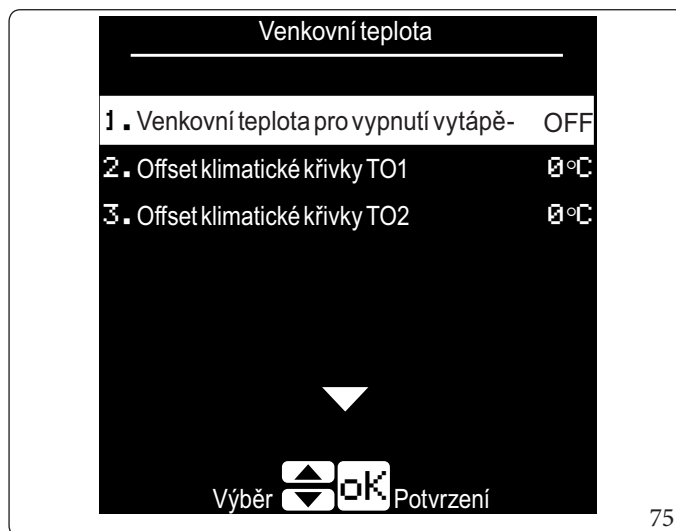 Venkovní teplota
1. Venkovní teplota pro vypnutí vytápě- OFF
2. Offset klimatické křivky TO1 0°C
3. Offset klimatické křivky TO2 0°C
Výběr oK Potvrzení
75